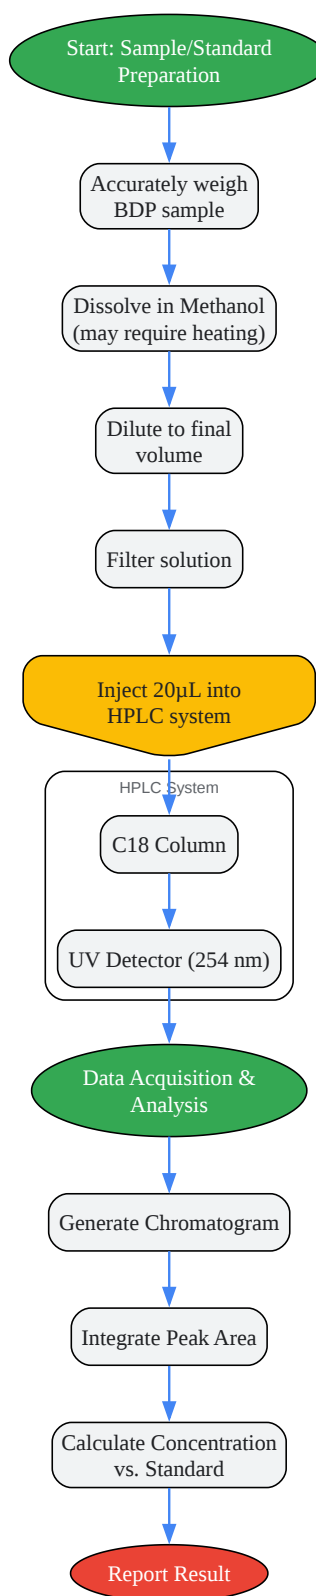 Start: Sample/Standard
Preparation
Accurately weigh
BDP sample
Dissolve in Methanol
(may require heating)
Dilute to final
volume
Filter solution
Inject 20µL into
HPLC system
HPLC System
C18 Column
UV Detector (254 nm)
Data Acquisition &
Analysis
Generate Chromatogram
Integrate Peak Area
Calculate Concentration
vs. Standard
Report Result